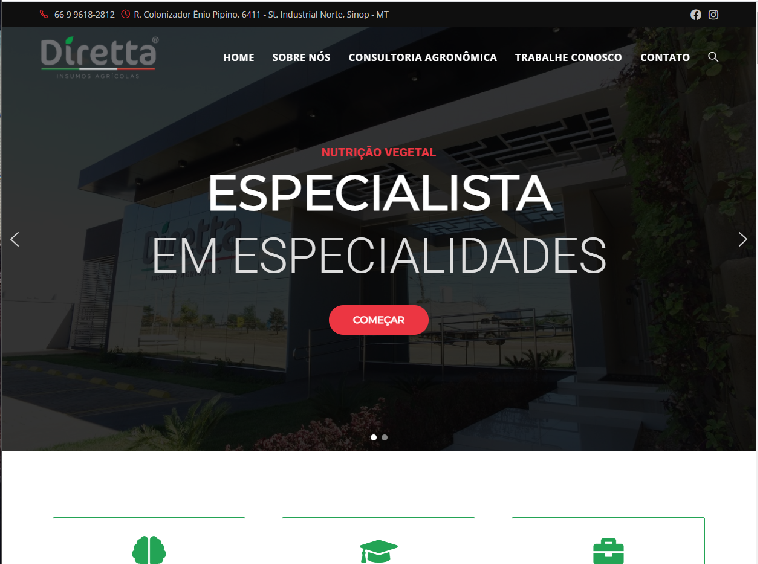 66 9 9618-2812 R. Colonizador Ênio Pipino, 6411 - St. Industrial Norte, Sinop - MT
Diretta®
INSUMOS AGRÍCOLAS
HOME SOBRE NÓS CONSULTORIA AGRONÔMICA TRABALHE CONOSCO CONTATO
NUTRIÇÃO VEGETAL
ESPECIALISTA
Diretta
EM ESPECIALIDADES
COMEÇAR